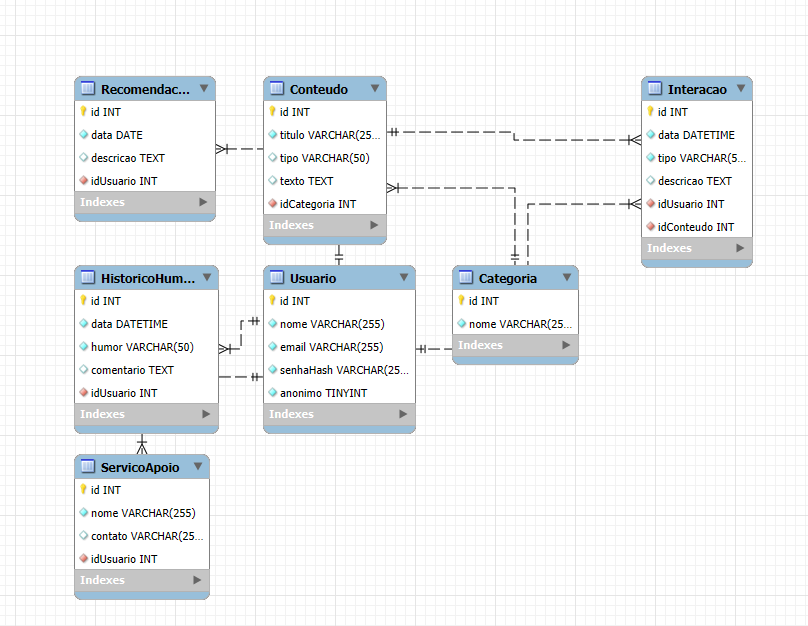 Recomendac...
id INT
data DATE
descricao TEXT
idUsuario INT
Indexes
Conteudo
id INT
titulo VARCHAR(25...
tipo VARCHAR(50)
texto TEXT
idCategoria INT
Indexes
Interacao
id INT
data DATETIME
tipo VARCHAR(5...
descricao TEXT
idUsuario INT
idConteudo INT
Indexes
HistoricoHum...
id INT
data DATETIME
humor VARCHAR(50)
comentario TEXT
idUsuario INT
Indexes
Usuario
id INT
nome VARCHAR(255)
email VARCHAR(255)
senhaHash VARCHAR(25...
anonimo TINYINT
Indexes
Categoria
id INT
nome VARCHAR(25...
Indexes
ServicoApoio
id INT
nome VARCHAR(255)
contato VARCHAR(25...
idUsuario INT
Indexes